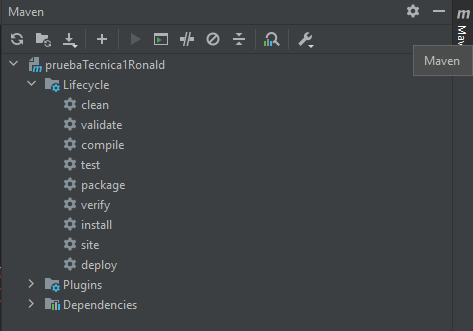 Maven
pruebaTecnica1Ronald
Maven
Lifecycle
clean
validate
compile
test
package
verify
install
site
deploy
Plugins
Dependencies